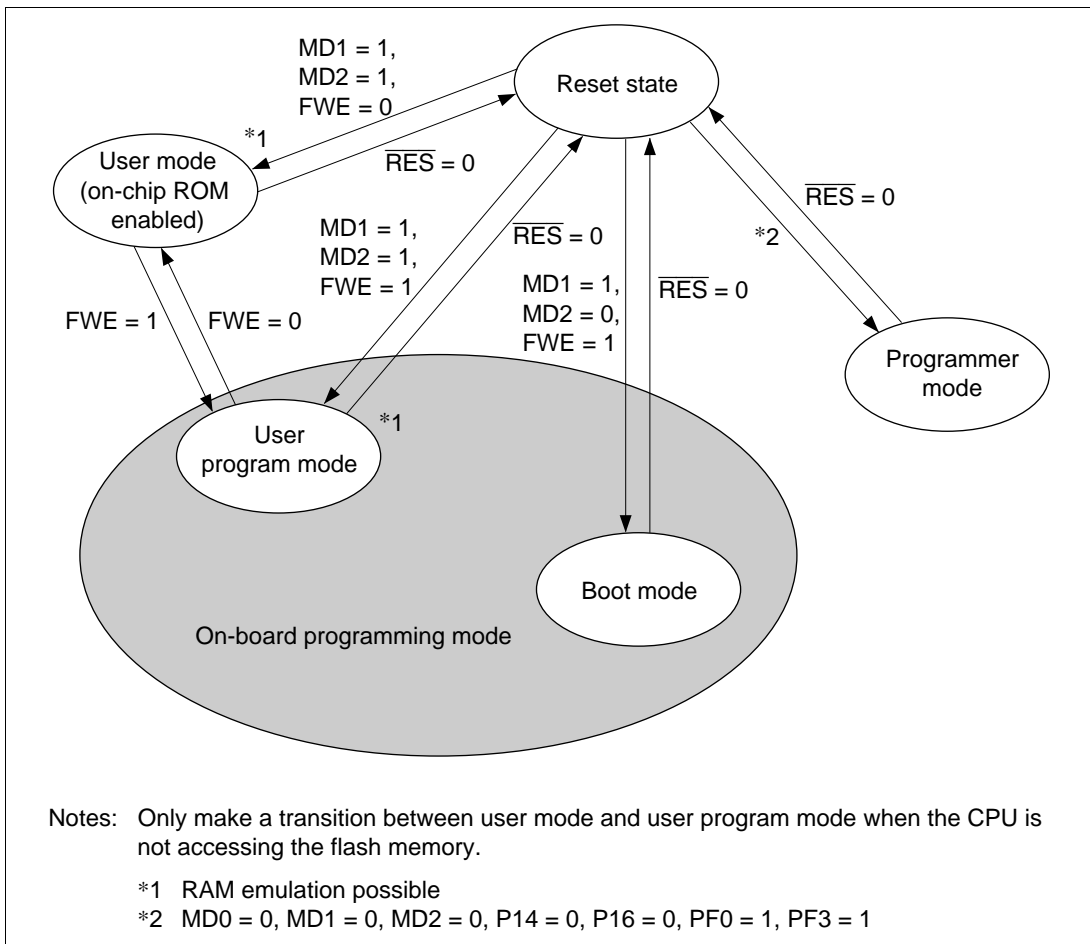 MD1 = 1,
MD2 = 1,
FWE = 0
Reset state
*1
User mode
(on-chip ROM
enabled)
RES = 0
MD1 = 1,
MD2 = 1,
FWE = 1
RES = 0
*2
RES = 0
MD1 = 1,
MD2 = 0,
FWE = 1
RES = 0
FWE = 1
FWE = 0
Programmer
mode
*1
User
program mode
Boot mode
On-board programming mode
Notes: Only make a transition between user mode and user program mode when the CPU is
not accessing the flash memory.
*1 RAM emulation possible
*2 MD0 = 0, MD1 = 0, MD2 = 0, P14 = 0, P16 = 0, PF0 = 1, PF3 = 1